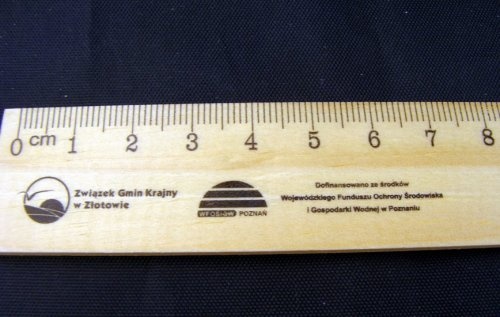 0 cm 1 2 3 4 5 6 7 8
Związek Gmin Krajny
w Złotowie
WFOŚiGW POZNAŃ
Dofinansowano ze środków
Wojewódzkiego Funduszu Ochrony Środowiska
i Gospodarki Wodnej w Poznaniu